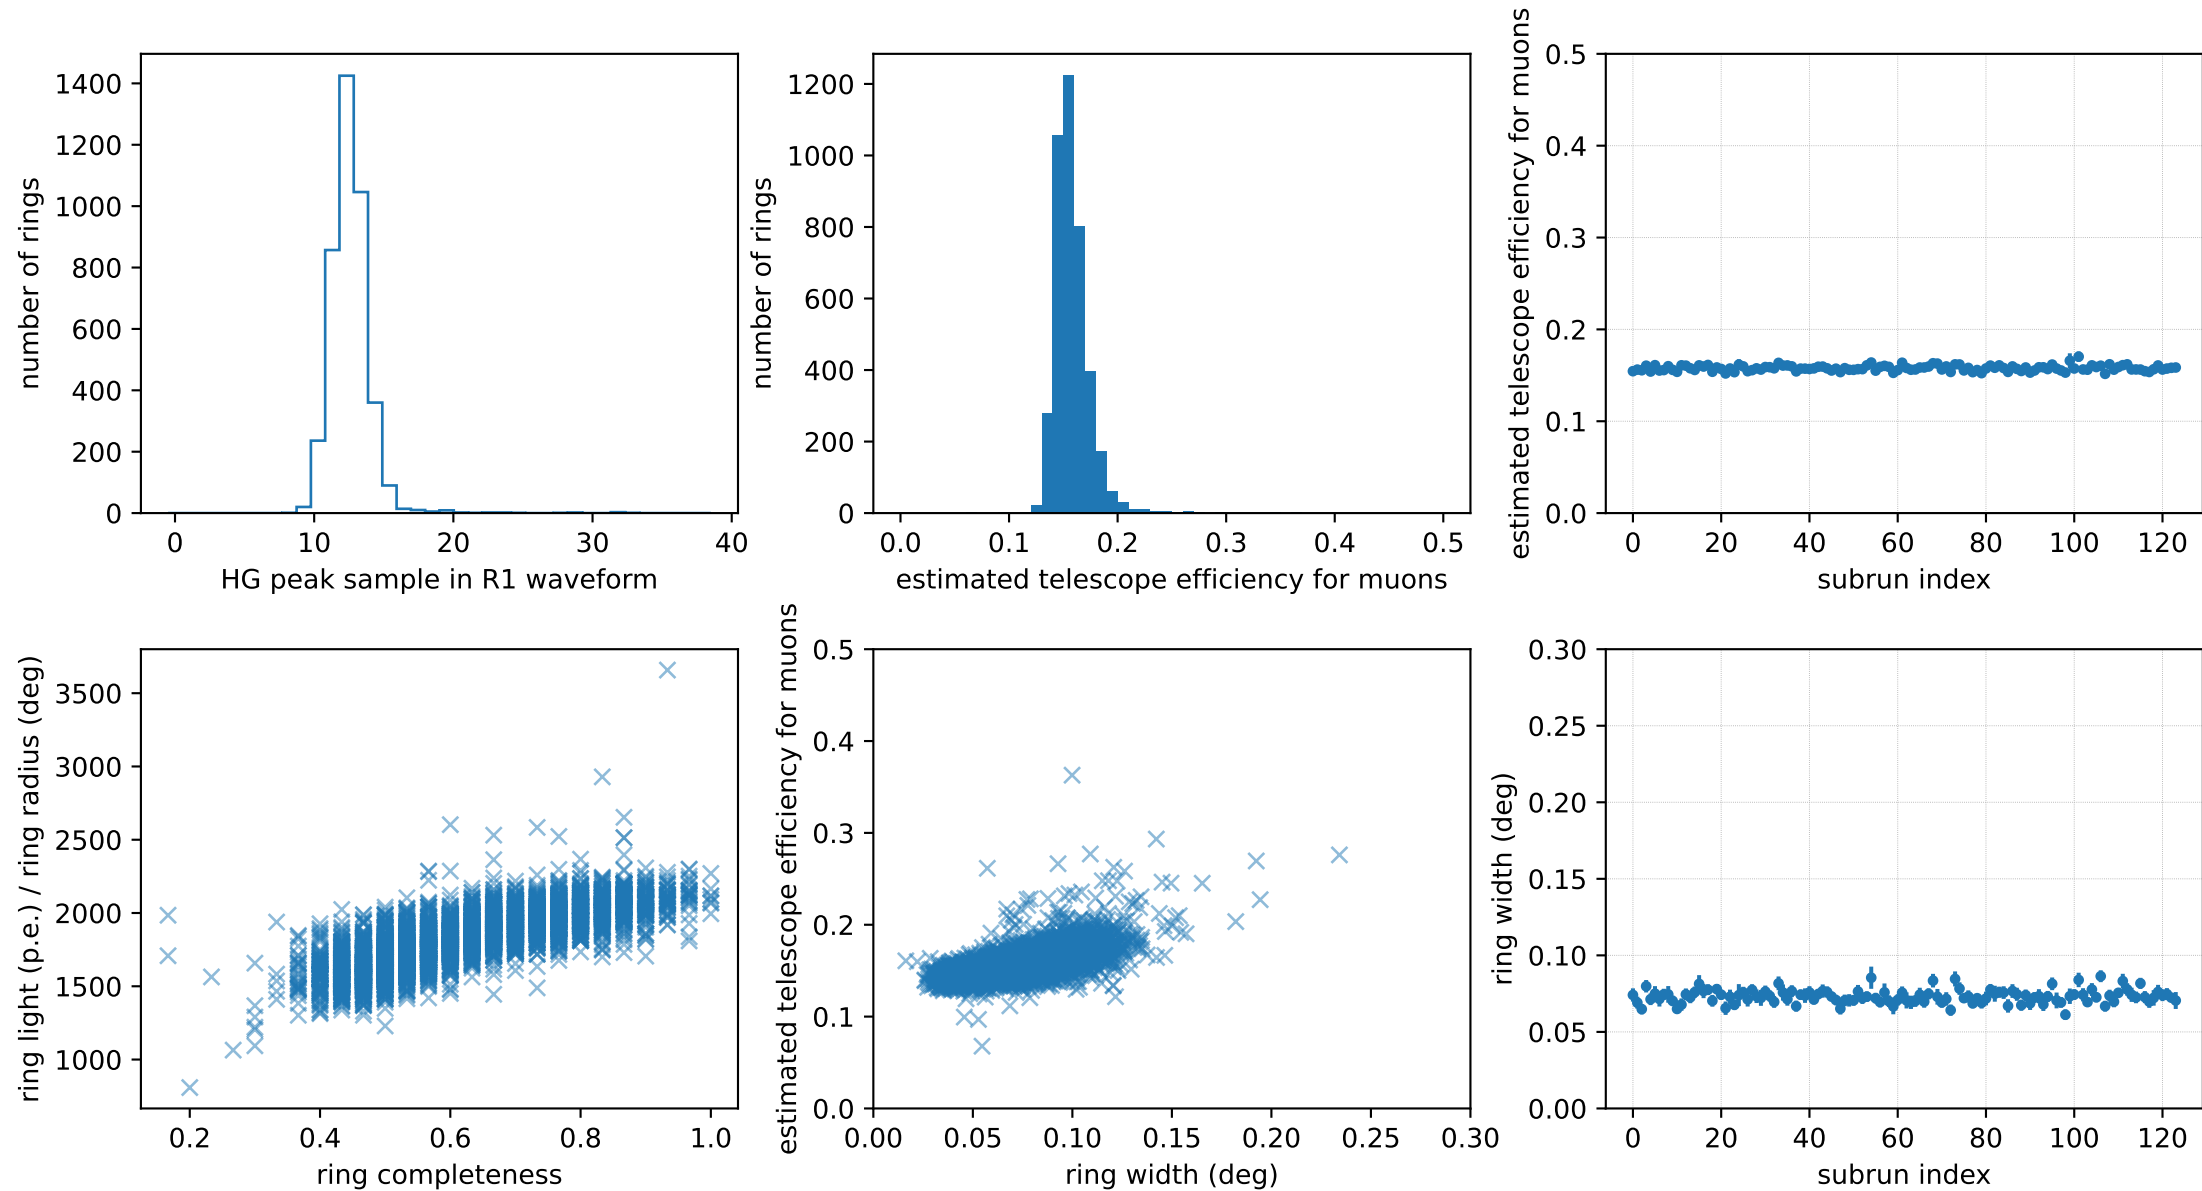 number of rings
1400
1200
1000
800
600
400
200
0
0 10 20 30 40
HG peak sample in R1 waveform
number of rings
1200
1000
800
600
400
200
0
0.0 0.1 0.2 0.3 0.4 0.5
estimated telescope efficiency for muons
estimated telescope efficiency for muons
0.5
0.4
0.3
0.2
0.1
0.0
0 20 40 60 80 100 120
subrun index
ring light (p.e.) / ring radius (deg)
3500
3000
2500
2000
1500
1000
0.2 0.4 0.6 0.8 1.0
ring completeness
estimated telescope efficiency for muons
0.5
0.4
0.3
0.2
0.1
0.0
0.00 0.05 0.10 0.15 0.20 0.25 0.30
ring width (deg)
ring width (deg)
0.30
0.25
0.20
0.15
0.10
0.05
0.00
0 20 40 60 80 100 120
subrun index